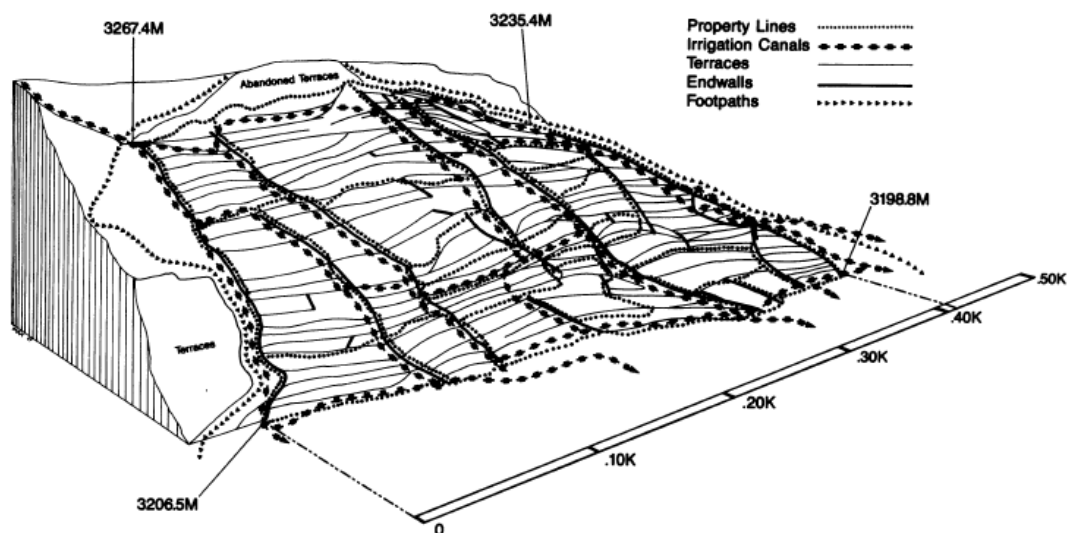 3267.4M
3235.4M
Property Lines
Irrigation Canals
Terraces
Endwalls
Footpaths
Abandoned Terraces
3198.8M
.50K
.40K
.30K
Terraces
.20K
.10K
3206.5M
0